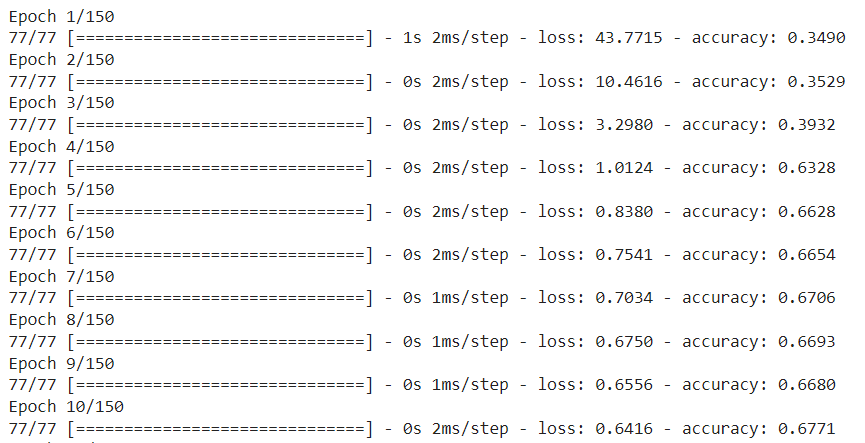 Epoch 1/150
77/77 [==============================] - 1s 2ms/step - loss: 43.7715 - accuracy: 0.3490
Epoch 2/150
77/77 [==============================] - 0s 2ms/step - loss: 10.4616 - accuracy: 0.3529
Epoch 3/150
77/77 [==============================] - 0s 2ms/step - loss: 3.2980 - accuracy: 0.3932
Epoch 4/150
77/77 [==============================] - 0s 2ms/step - loss: 1.0124 - accuracy: 0.6328
Epoch 5/150
77/77 [==============================] - 0s 2ms/step - loss: 0.8380 - accuracy: 0.6628
Epoch 6/150
77/77 [==============================] - 0s 2ms/step - loss: 0.7541 - accuracy: 0.6654
Epoch 7/150
77/77 [==============================] - 0s 1ms/step - loss: 0.7034 - accuracy: 0.6706
Epoch 8/150
77/77 [==============================] - 0s 1ms/step - loss: 0.6750 - accuracy: 0.6693
Epoch 9/150
77/77 [==============================] - 0s 1ms/step - loss: 0.6556 - accuracy: 0.6680
Epoch 10/150
77/77 [==============================] - 0s 2ms/step - loss: 0.6416 - accuracy: 0.6771